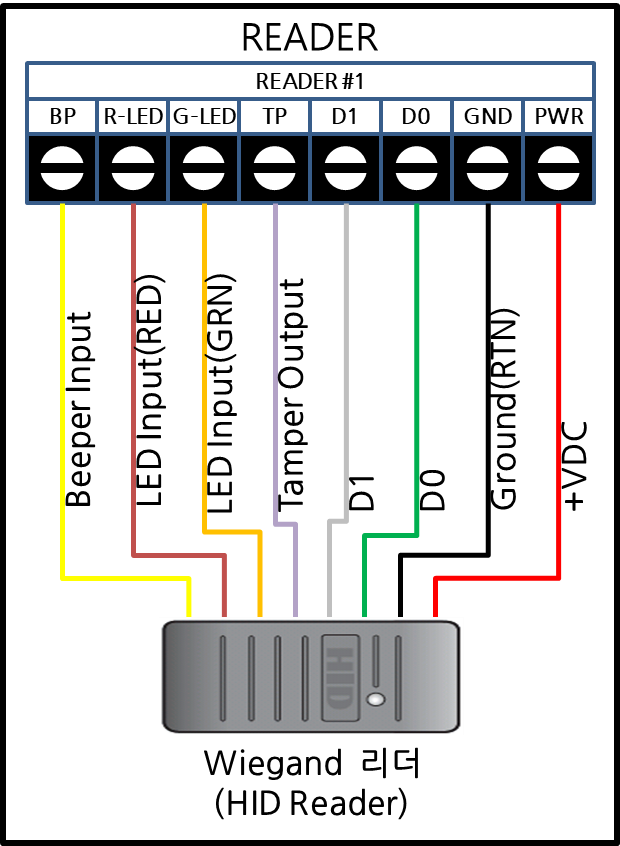 READER
READER #1
BP R-LED G-LED TP D1 D0 GND PWR
Beeper Input
LED Input(RED)
LED Input(GRN)
Tamper Output
D1
D0
Ground(RTN)
+VDC
HID
Wiegand 리더
(HID Reader)